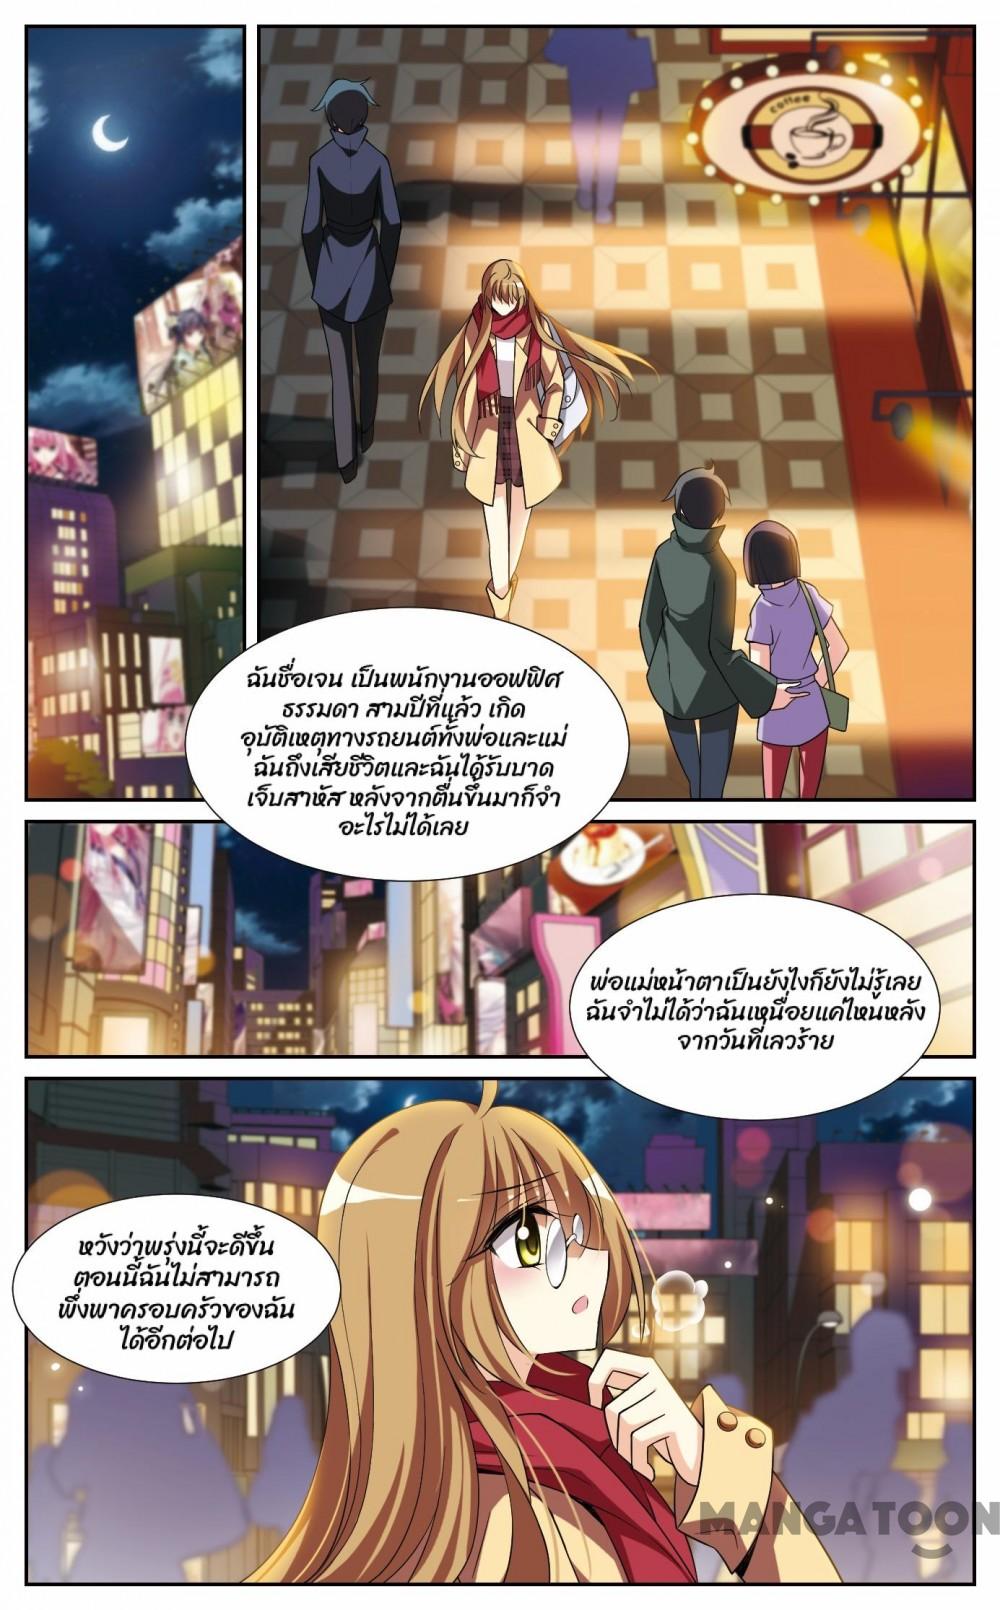 coffee
ฉันชื่อเจน เป็นพนักงานออฟฟิศ
ธรรมดา สามปีที่แล้ว เกิด
อุบัติเหตุทางรถยนต์ทั้งพ่อและแม่
ฉันถึงเสียชีวิตและฉันได้รับบาด
เจ็บสาหัส หลังจากตื่นขึ้นมาก็จำ
อะไรไม่ได้เลย
พ่อแม่หน้าตาเป็นยังไงก็ยังไม่รู้เลย
ฉันจำไม่ได้ว่าฉันเหนื่อยแค่ไหนหลัง
จากวันที่เลวร้าย
หวังว่าพรุ่งนี้จะดีขึ้น
ตอนนี้ฉันไม่สามารถ
พึ่งพาครอบครัวของฉัน
ได้อีกต่อไป
MANGATOON